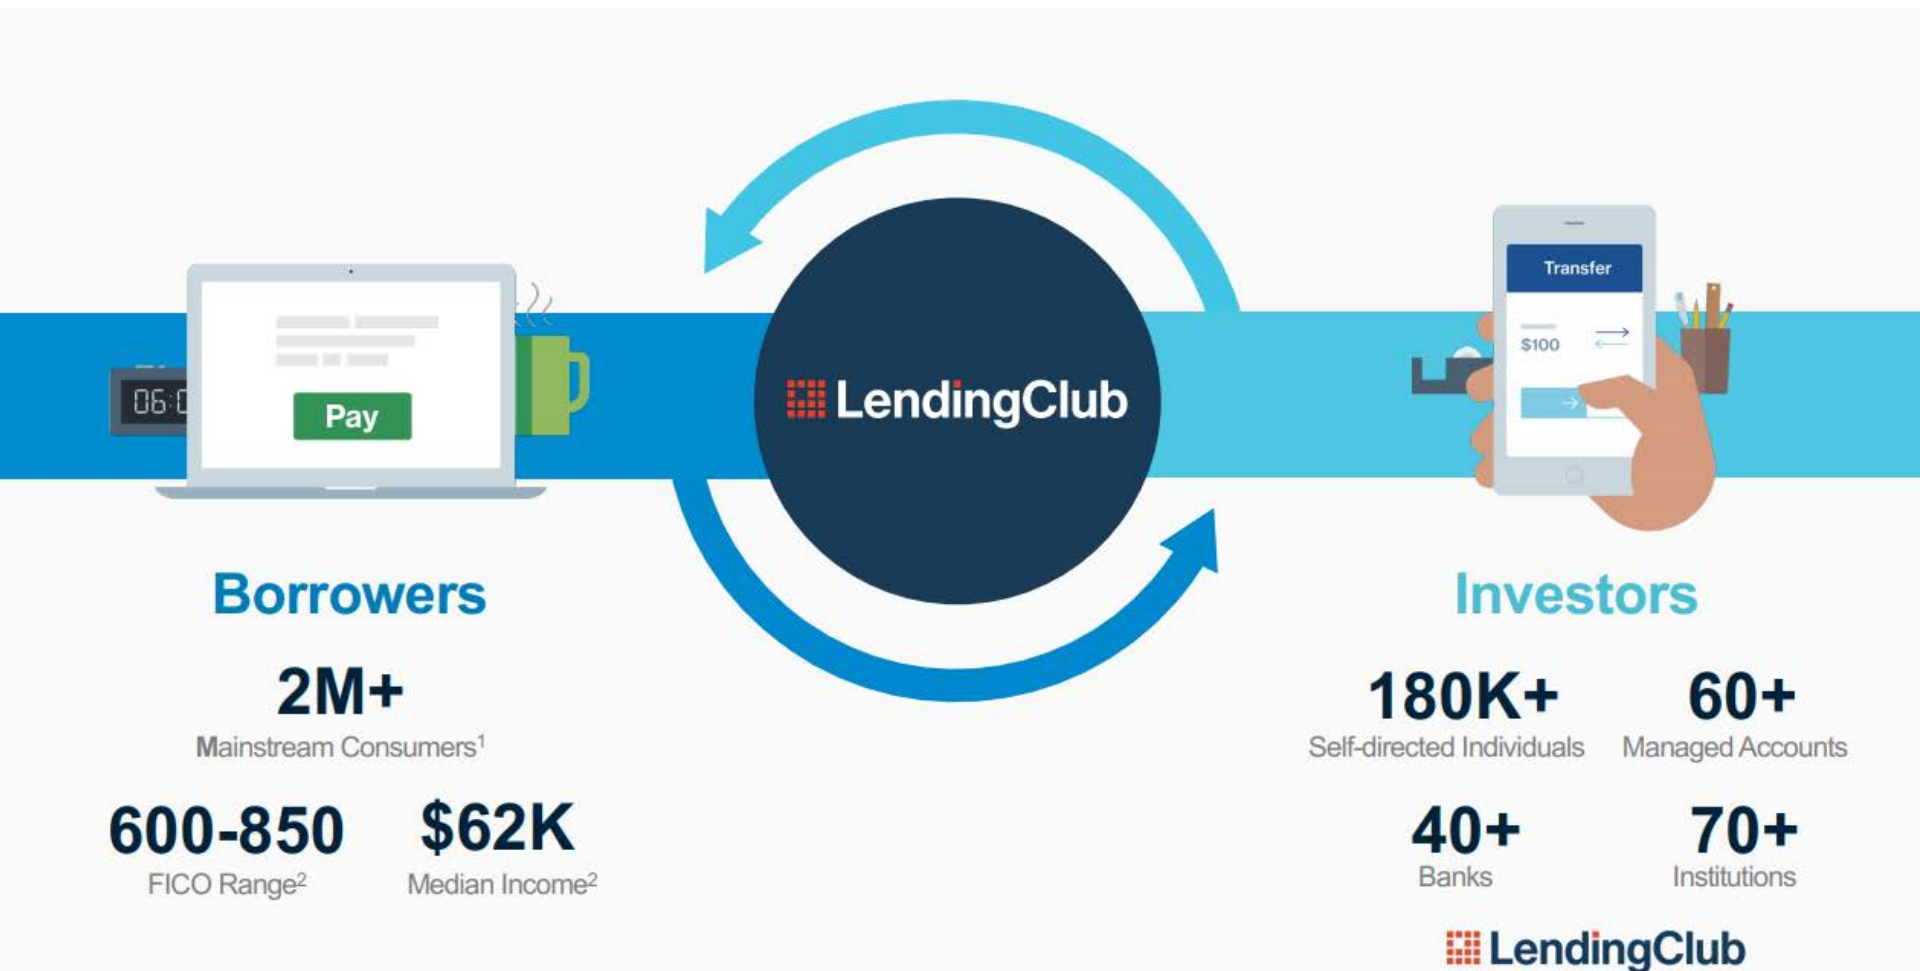 Transfer
$100
06:0
Pay
LendingClub
Borrowers
Investors
2M+
Mainstream Consumers¹
180K+
Self-directed Individuals
60+
Managed Accounts
600-850
FICO Range²
$62K
Median Income²
40+
Banks
70+
Institutions
LendingClub